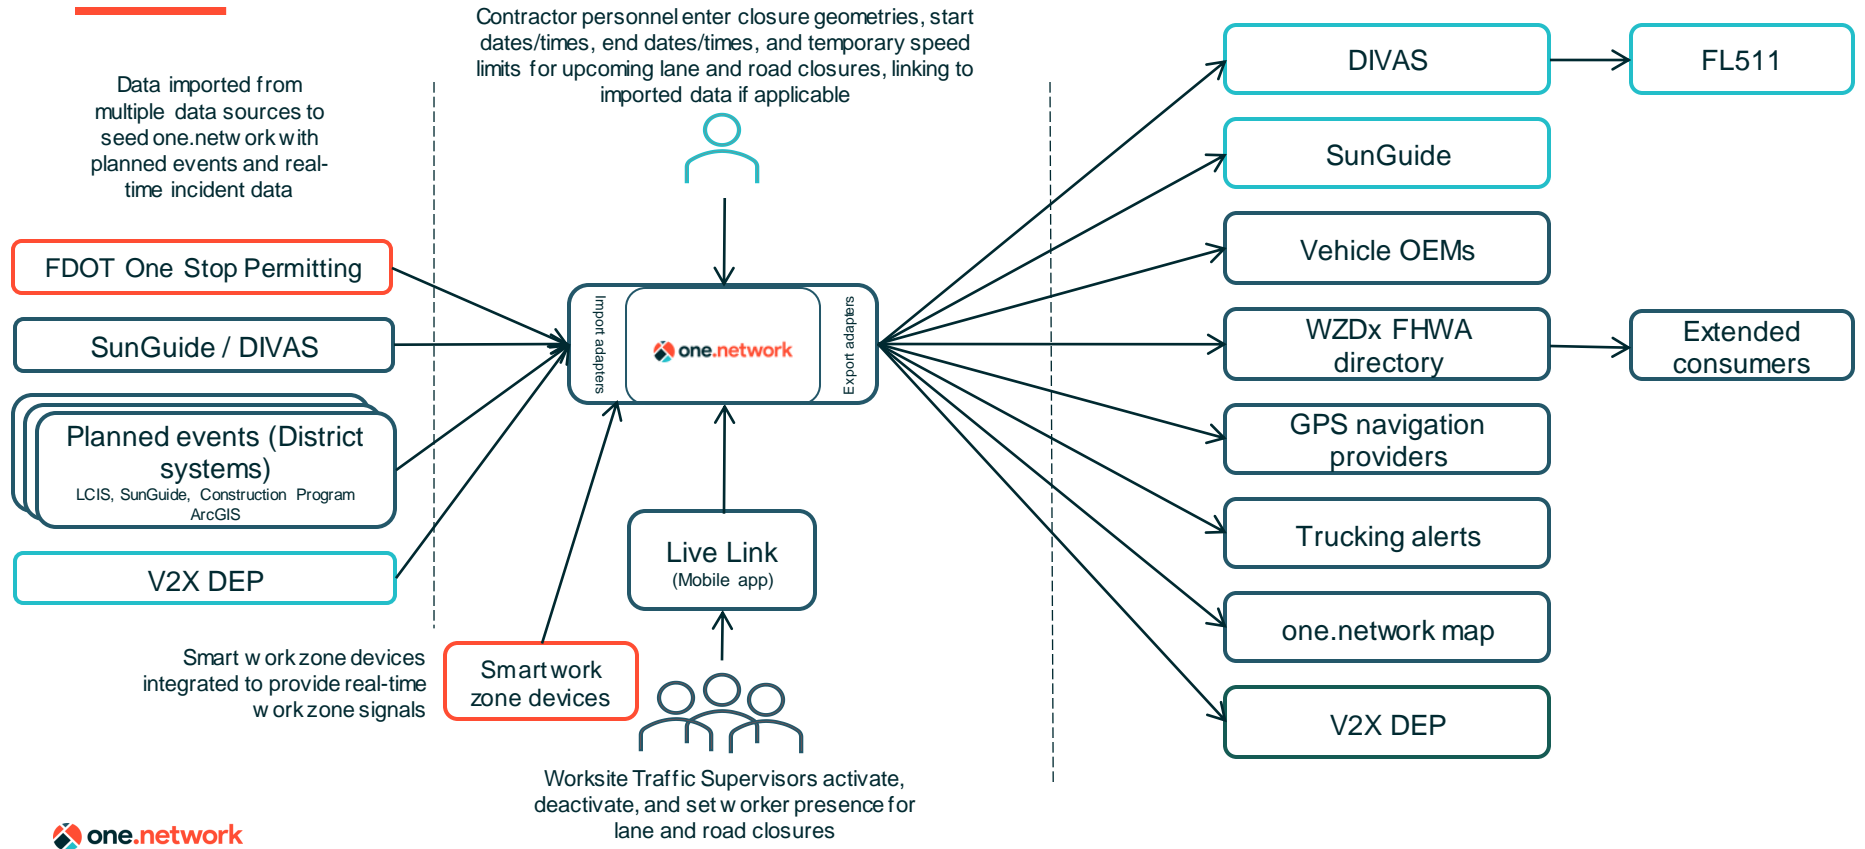 Contractor personnel enter closure geometries, start
dates/times, end dates/times, and temporary speed
limits for upcoming lane and road closures, linking to
imported data if applicable
Data imported from
multiple data sources to
seed one.network with
planned events and real-
time incident data
FDOT One Stop Permitting
SunGuide / DIVAS
Planned events (District
systems)
LCIS, SunGuide, Construction Program
ArcGIS
V2X DEP
Smart work zone devices
integrated to provide real-time
work zone signals
Smart work
zone devices
Import adapters
one.network
Export adapters
Live Link
(Mobile app)
Worksite Traffic Supervisors activate,
deactivate, and set worker presence for
lane and road closures
DIVAS
FL511
SunGuide
Vehicle OEMs
WZDx FHWA
directory
Extended
consumers
GPS navigation
providers
Trucking alerts
one.network map
V2X DEP
one.network